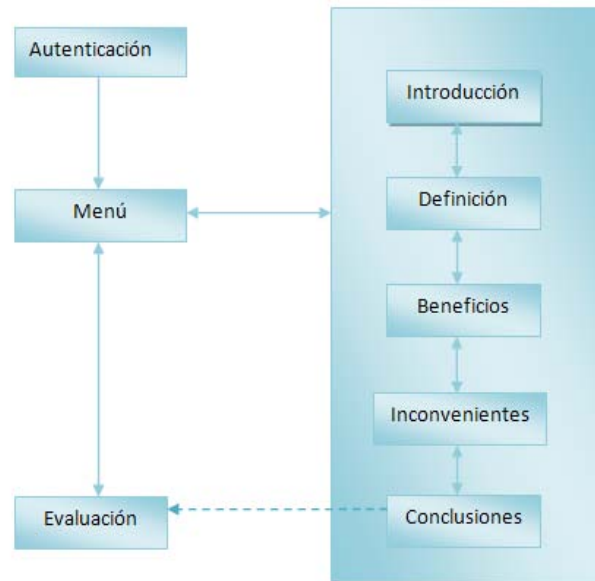 Autenticación
Menú
Evaluación
Introducción
Definición
Beneficios
Inconvenientes
Conclusiones